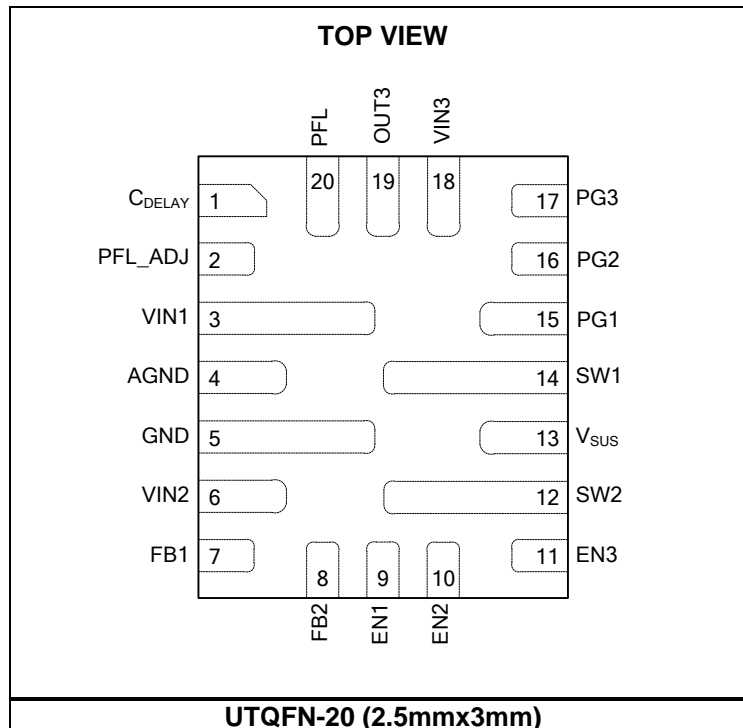 TOP VIEW
PFL
OUT3
VIN3
20
19
18
CDELAY 1
17 PG3
PFL_ADJ 2
16 PG2
VIN1 3
15 PG1
AGND 4
14 SW1
GND 5
13 VSUS
VIN2 6
12 SW2
FB1 7
11 EN3
8
9
10
FB2
EN1
EN2
UTQFN-20 (2.5mmx3mm)